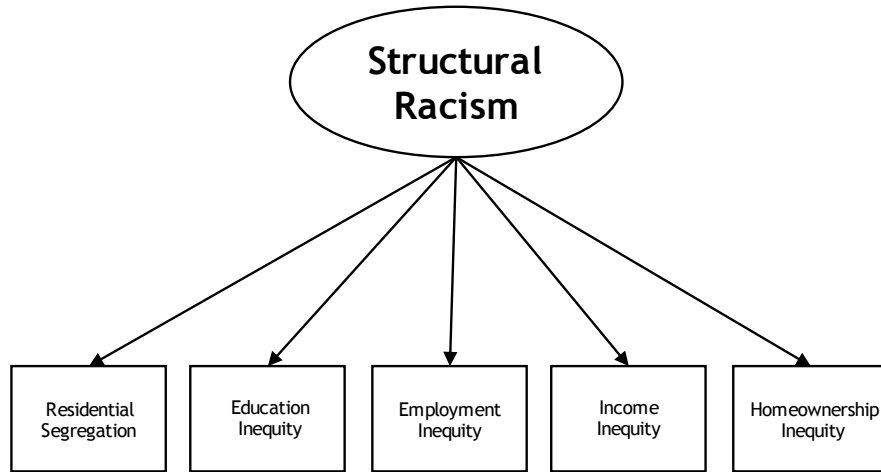 Structural
Racism
Residential
Segregation
Education
Inequity
Employment
Inequity
Income
Inequity
Homeownership
Inequity